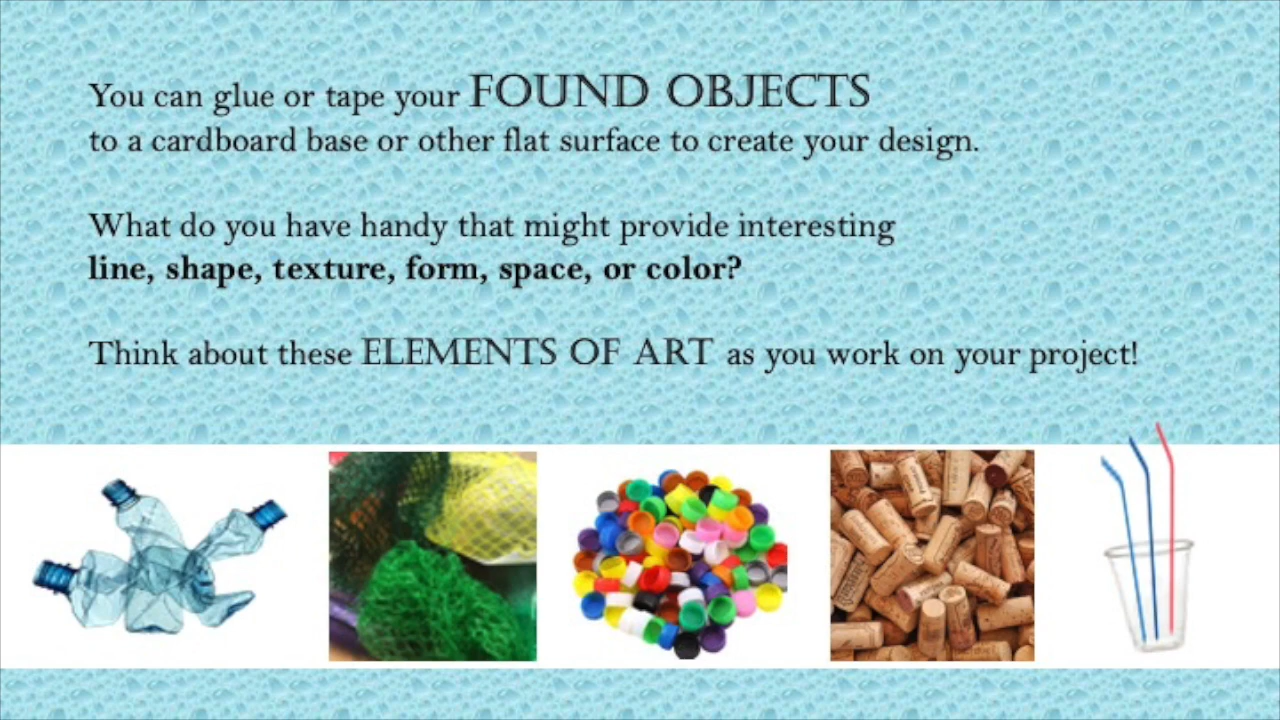 You can glue or tape your FOUND OBJECTS
to a cardboard base or other flat surface to create your design.
What do you have handy that might provide interesting
line, shape, texture, form, space, or color?
Think about these ELEMENTS OF ART as you work on your project!